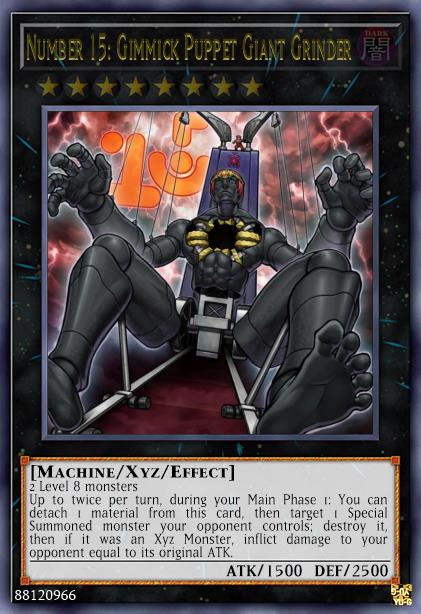 Number 15: Gimmick Puppet Giant Grinder
DARK
闇
15
[Machine/Xyz/Effect]
2 Level 8 monsters
Up to twice per turn, during your Main Phase 1: You can
detach 1 material from this card, then target 1 Special
Summoned monster your opponent controls; destroy it,
then if it was an Xyz Monster, inflict damage to your
opponent equal to its original ATK.
ATK/1500 DEF/2500
88120966